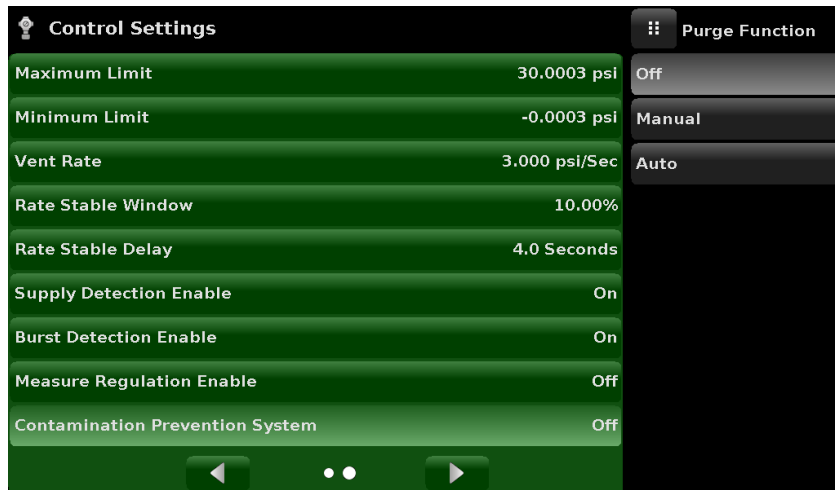 Control Settings
Maximum Limit 30.0003 psi
Minimum Limit -0.0003 psi
Vent Rate 3.000 psi/Sec
Rate Stable Window 10.00%
Rate Stable Delay 4.0 Seconds
Supply Detection Enable On
Burst Detection Enable On
Measure Regulation Enable Off
Contamination Prevention System Off
Purge Function
Off
Manual
Auto